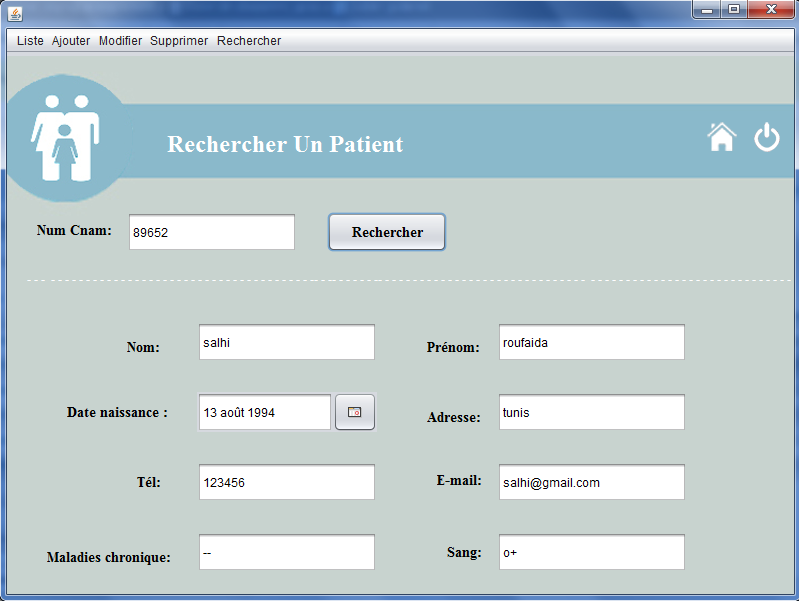 Liste Ajouter Modifier Supprimer Rechercher
Rechercher Un Patient
Num Cnam: 89652 Rechercher
Nom: salhi Prénom: roufaida
Date naissance : 13 août 1994 Adresse: tunis
Tél: 123456 E-mail: salhi@gmail.com
Maladies chronique: -- Sang: o+